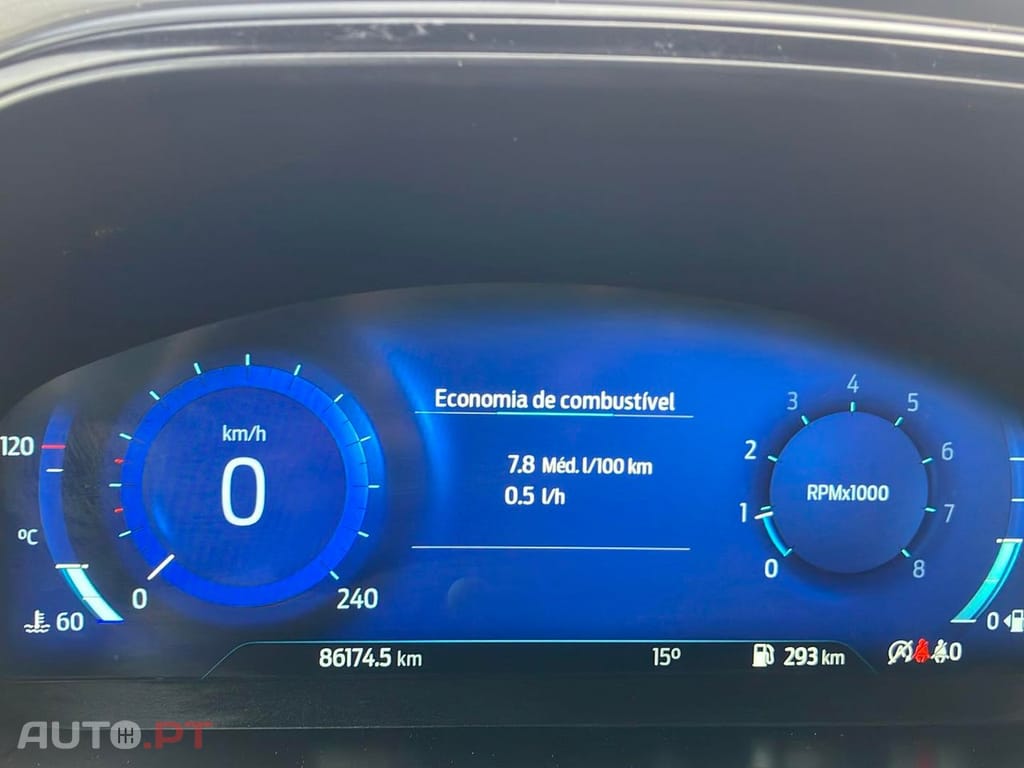 Economia de combustível
7.8 Méd. l/100 km
0.5 l/h
km/h
0
0
240
120
ºC
60
RPMx1000
0
1
2
3
4
5
6
7
8
0
86174.5 km
15º
293 km
0
AUTO.PT